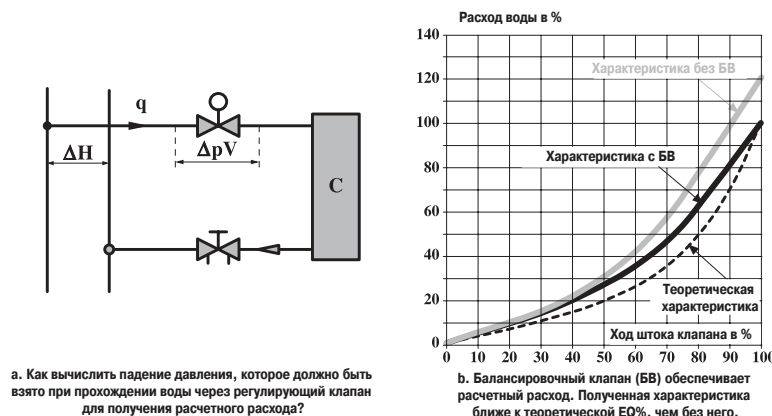 q
ΔH
ΔpV
C
a. Как вычислить падение давления, которое должно быть
взято при прохождении воды через регулирующий клапан
для получения расчетного расхода?
Расход воды в %
140
120
100
80
60
40
20
0
Характеристика без БВ
Характеристика с БВ
Теоретическая
характеристика
Ход штока клапана в %
0 10 20 30 40 50 60 70 80 90 100
b. Балансировочный клапан (БВ) обеспечивает
расчетный расход. Полученная характеристика
ближе к теоретической EQ%, чем без него.